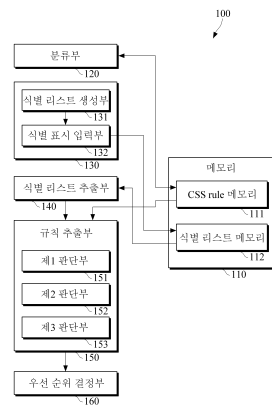 100
분류부
120
식별 리스트 생성부
131
식별 표시 입력부
132
130
메모리
식별 리스트 추출부
140
CSS rule 메모리
111
규칙 추출부
식별 리스트 메모리
112
110
제1 판단부
151
제2 판단부
152
제3 판단부
153
150
우선 순위 결정부
160